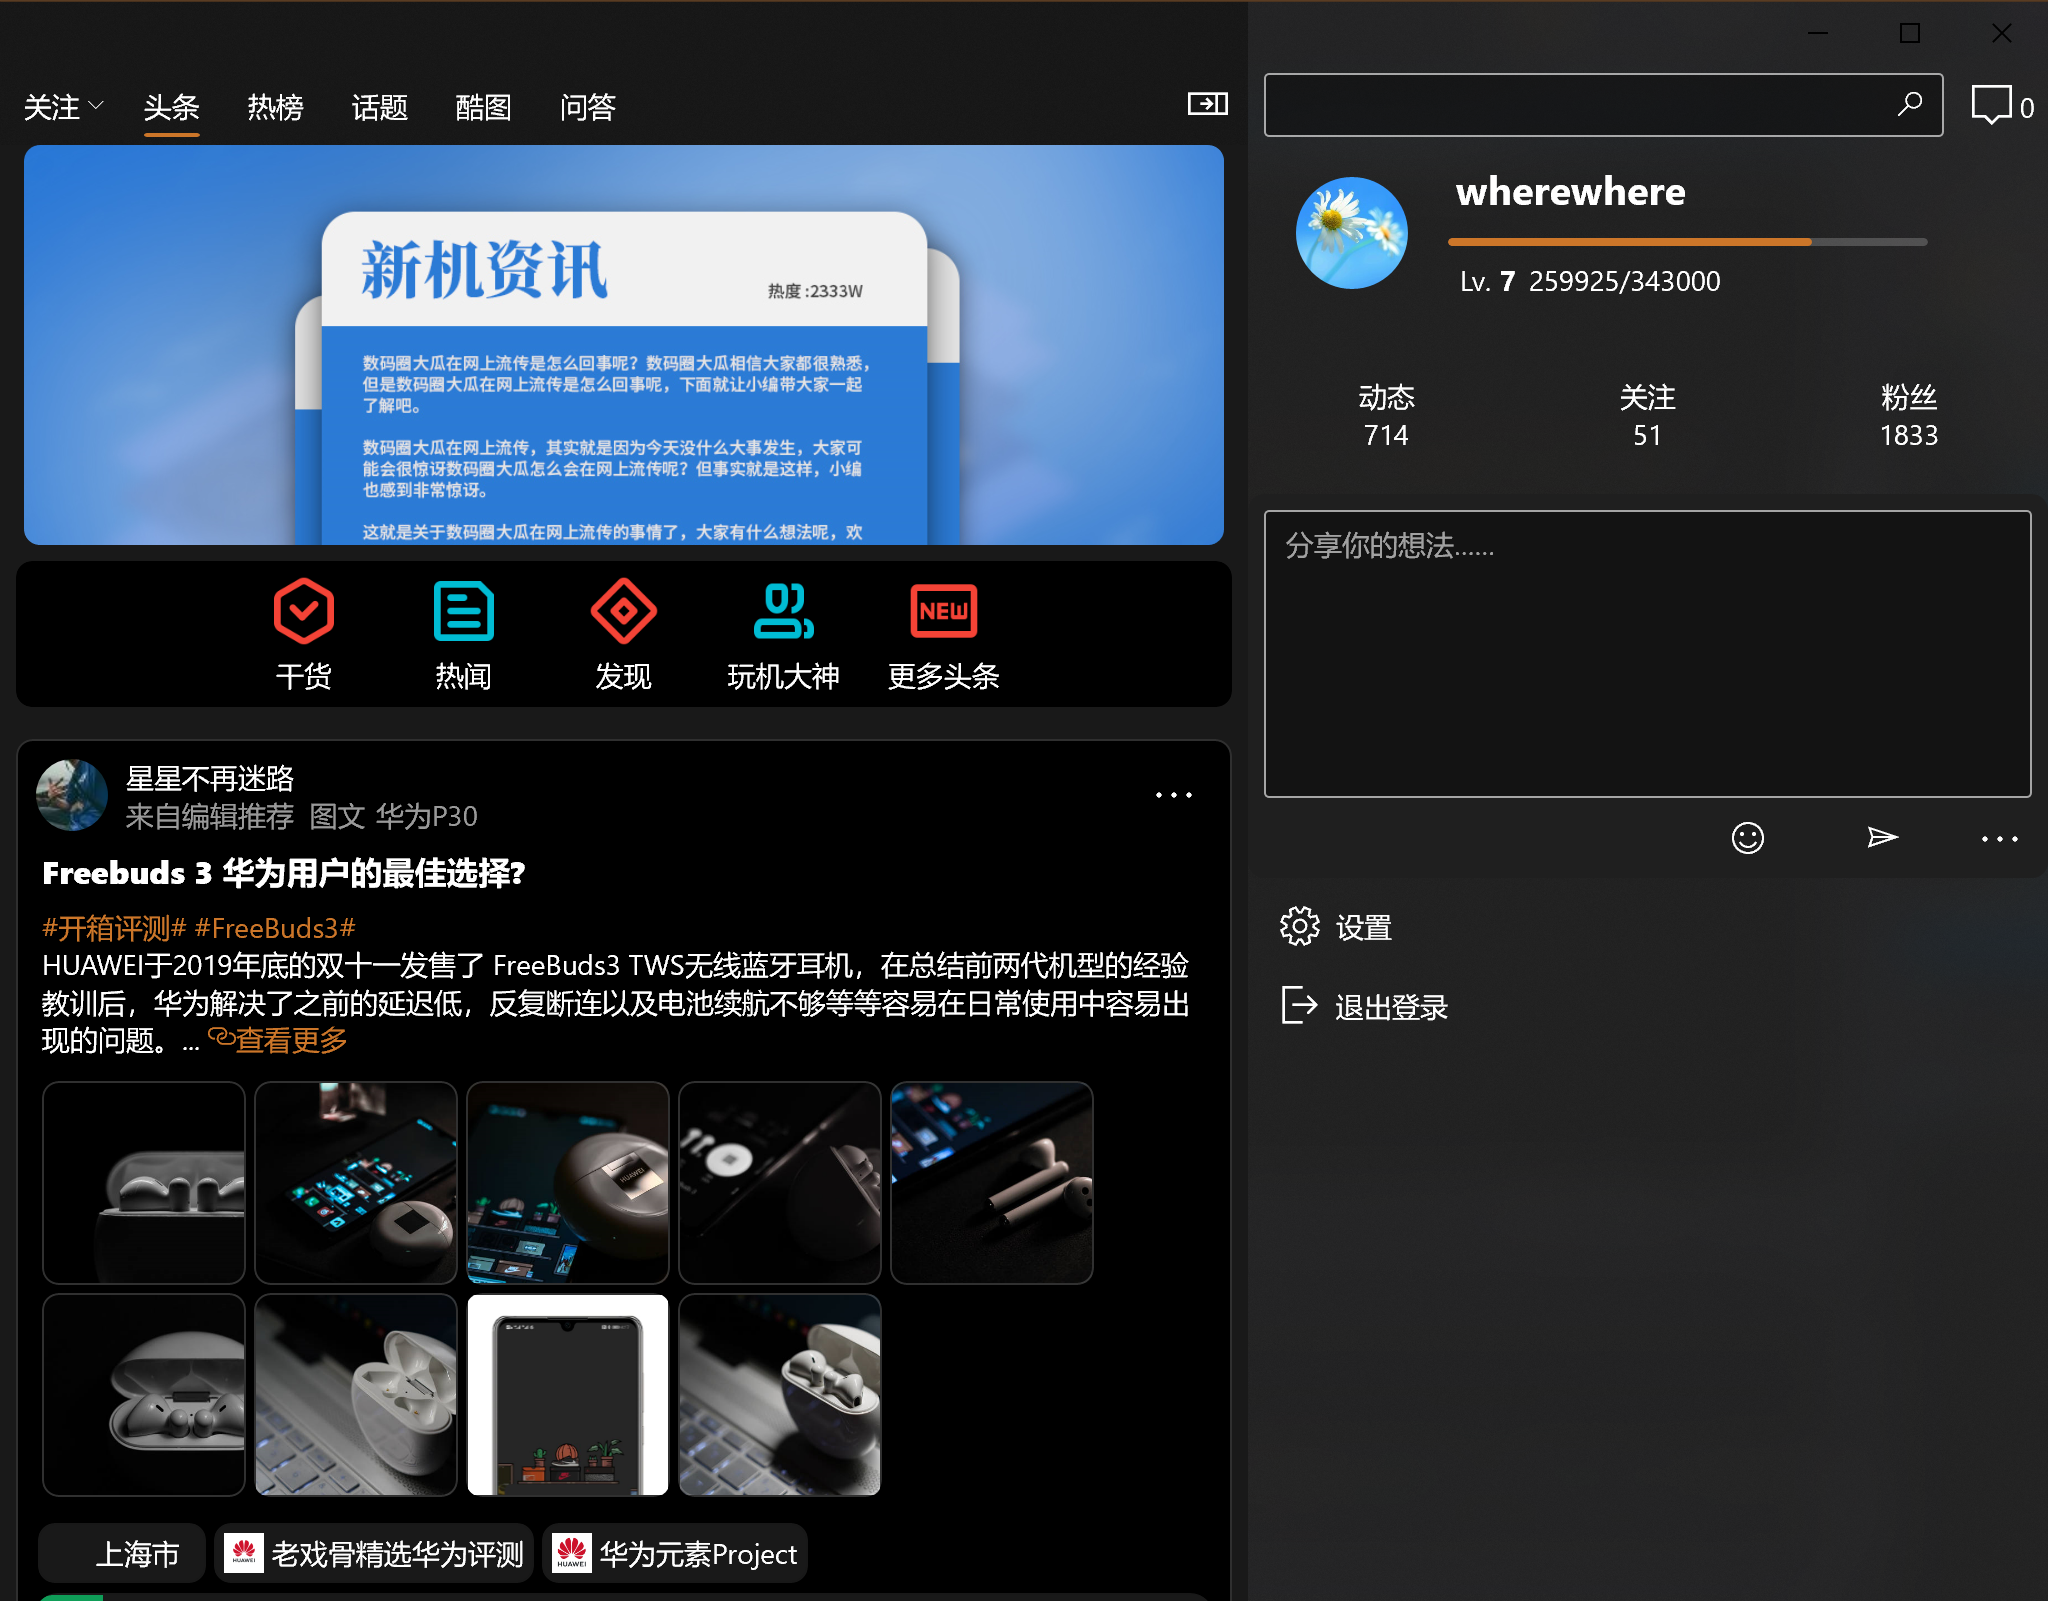 关注 头条 热榜 话题 酷图 问答
0
新机资讯
热度 :2333W
数码圈大瓜在网上流传是怎么回事呢？数码圈大瓜相信大家都很熟悉，
但是数码圈大瓜在网上流传是怎么回事呢，下面就让小编带大家一起
了解吧。
数码圈大瓜在网上流传，其实就是因为今天没什么大事发生，大家可
能会很惊讶数码圈大瓜怎么会在网上流传呢？但事实就是这样，小编
也感到非常惊讶。
这就是关于数码圈大瓜在网上流传的事情了，大家有什么想法呢，欢
NEW
干货 热闻 发现 玩机大神 更多头条
星星不再迷路
来自编辑推荐 图文 华为P30
Freebuds 3 华为用户的最佳选择?
#开箱评测# #FreeBuds3#
HUAWEI于2019年底的双十一发售了 FreeBuds3 TWS无线蓝牙耳机，在总结前两代机型的经验
教训后，华为解决了之前的延迟低，反复断连以及电池续航不够等等容易在日常使用中容易出
现的问题。... 查看更多
HUAWEI
上海市
HUAWEI 老戏骨精选华为评测
HUAWEI 华为元素Project
wherewhere
Lv. 7 259925/343000
动态 关注 粉丝
714 51 1833
分享你的想法......
设置
退出登录